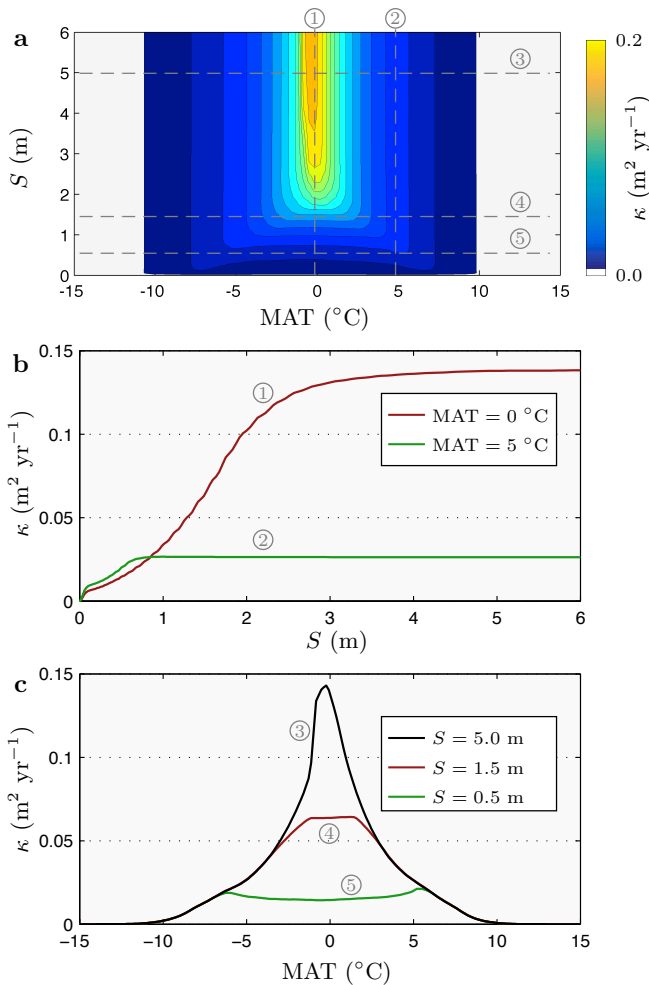 ① ②
a
6
5
4
3
2
1
0
S (m)
③
④
⑤
-15 -10 -5 0 5 10 15
MAT (°C)
0.2
0.0
κ (m² yr⁻¹)
b
0.15
0.1
0.05
0
κ (m² yr⁻¹)
①
②
MAT = 0 °C
MAT = 5 °C
0 1 2 3 4 5 6
S (m)
c
0.15
0.1
0.05
0
κ (m² yr⁻¹)
③
④
⑤
S = 5.0 m
S = 1.5 m
S = 0.5 m
−15 −10 −5 0 5 10 15
MAT (°C)